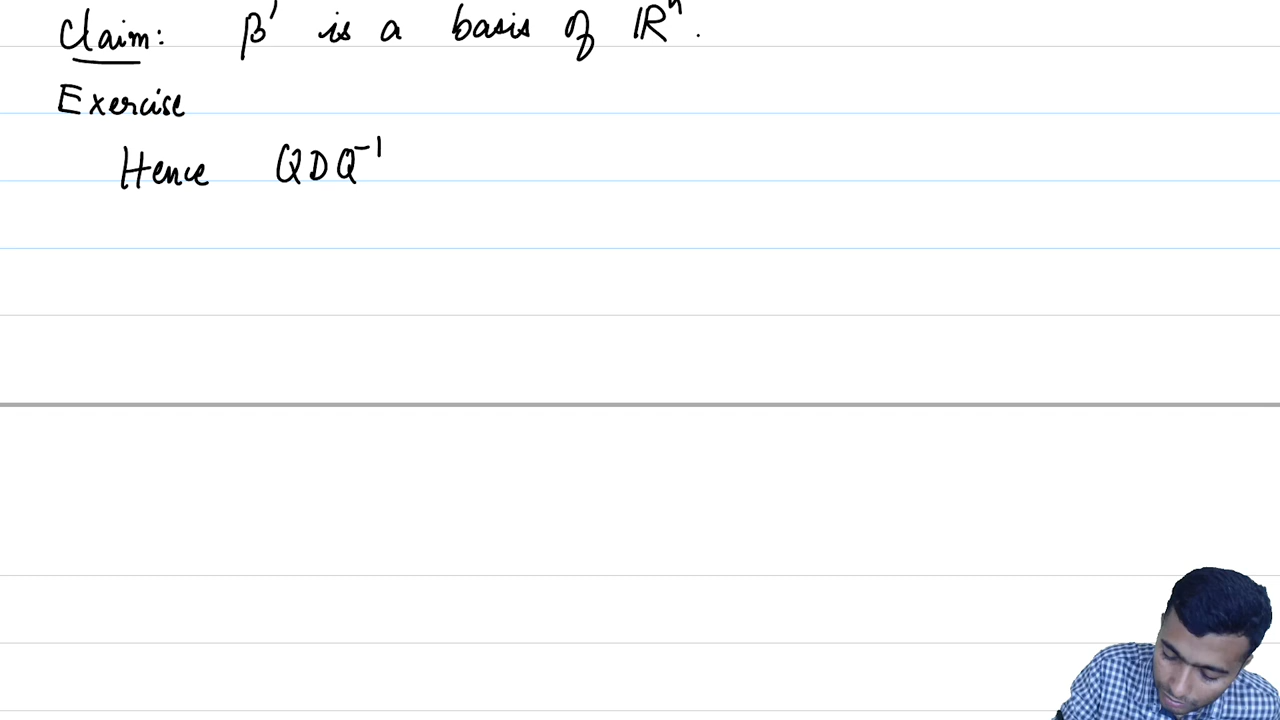 Claim: β' is a basis of ℝⁿ.
Exercise
Hence QDQ⁻¹